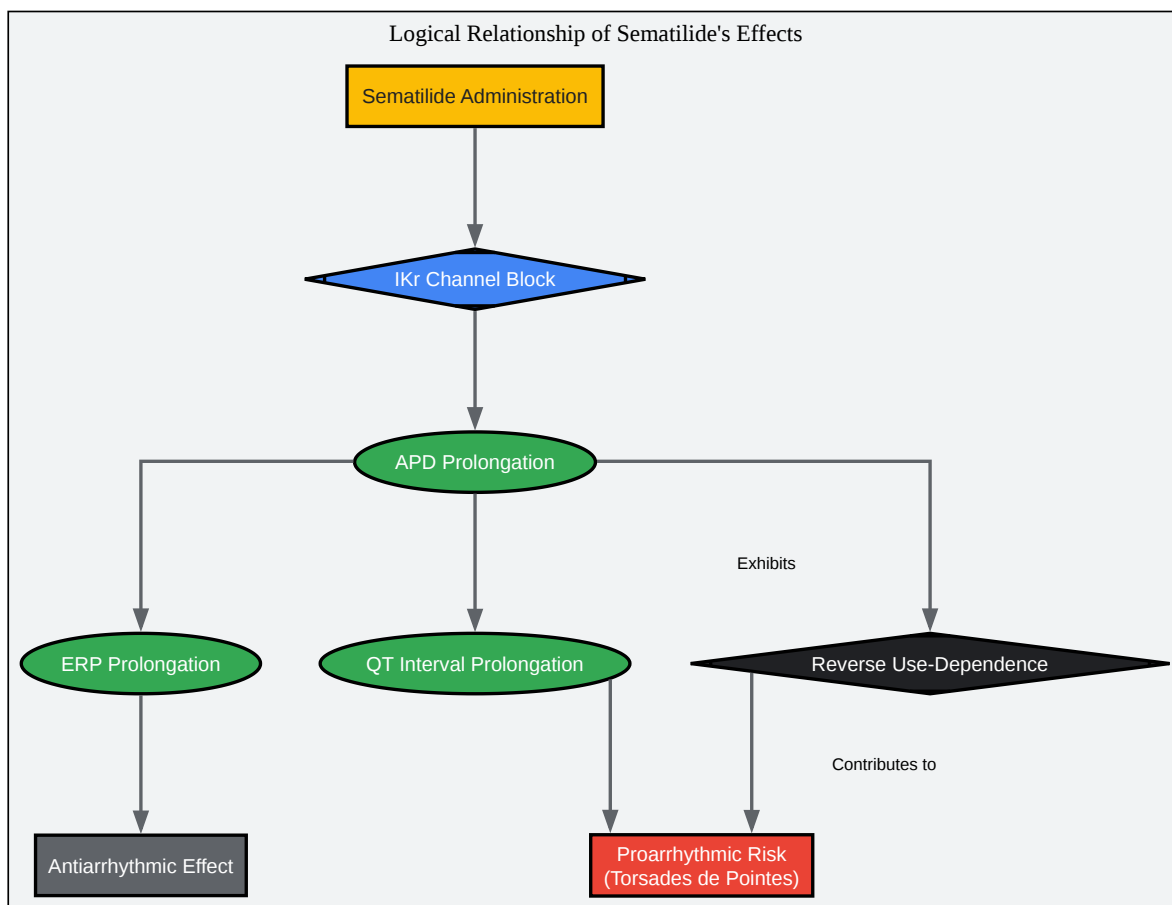 Logical Relationship of Sematilide's Effects
Sematilide Administration
IKr Channel Block
APD Prolongation
Exhibits
ERP Prolongation
QT Interval Prolongation
Reverse Use-Dependence
Contributes to
Antiarrhythmic Effect
Proarrhythmic Risk
(Torsades de Pointes)